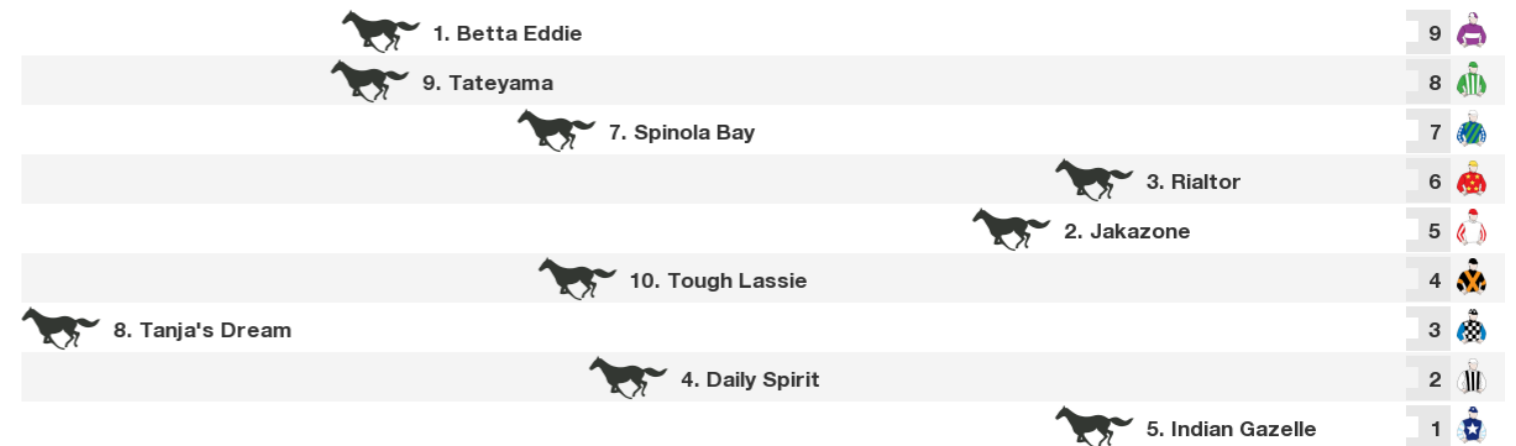 1. Betta Eddie 9
9. Tateyama 8
7. Spinola Bay 7
3. Rialtor 6
2. Jakazone 5
10. Tough Lassie 4
8. Tanja's Dream 3
4. Daily Spirit 2
5. Indian Gazelle 1